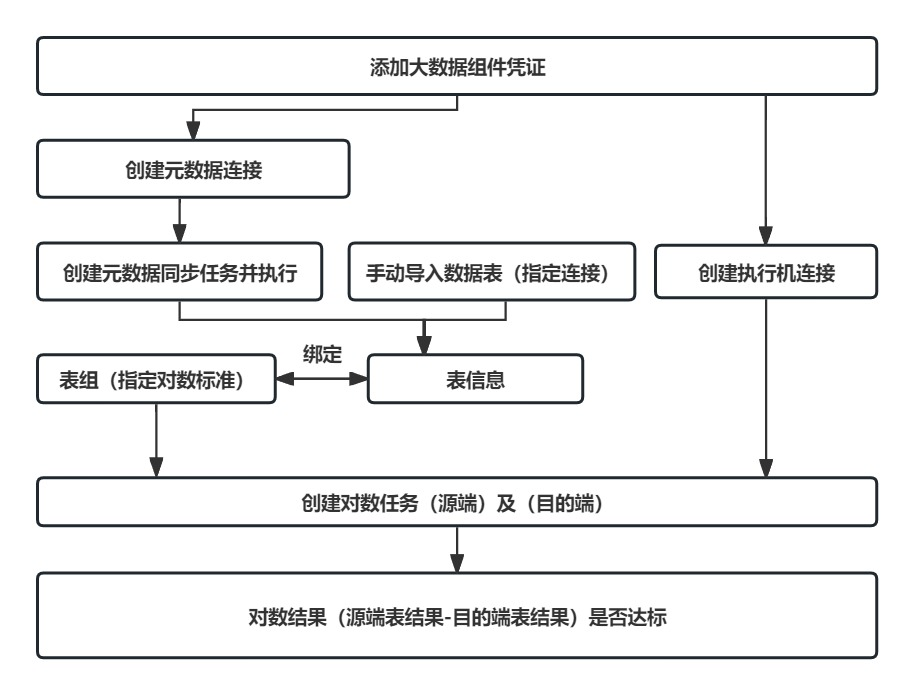 添加大数据组件凭证
创建元数据连接
创建元数据同步任务并执行
手动导入数据表（指定连接）
创建执行机连接
绑定
表组（指定对数标准）
表信息
创建对数任务（源端）及（目的端）
对数结果（源端表结果-目的端表结果）是否达标